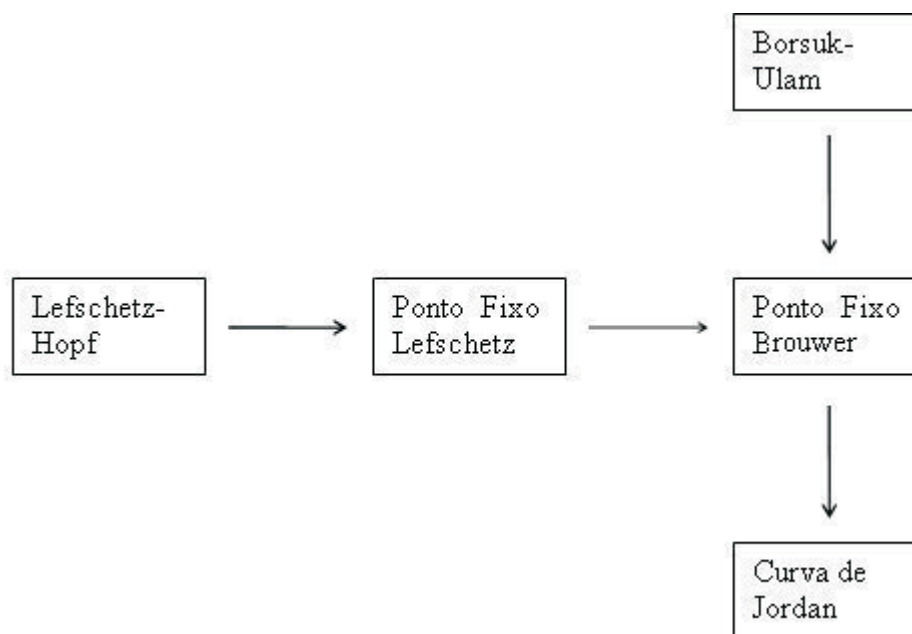 Borsuk-
Ulam
Lefschetz-
Hopf
Ponto Fixo
Lefschetz
Ponto Fixo
Brouwer
Curva de
Jordan